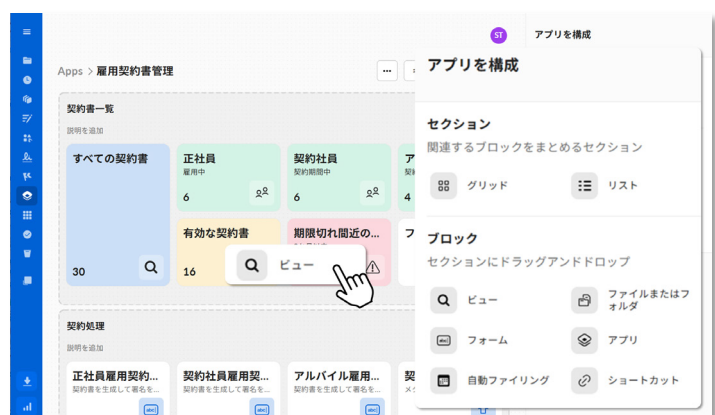 ST
アプリを構成
Apps > 雇用契約書管理
契約書一覧
説明を追加
すべての契約書
30
正社員
雇用中
6
契約社員
契約期間中
6
ア
4
有効な契約書
16
期限切れ間近の...
フ
ビュー
契約処理
説明を追加
正社員雇用契約...
契約書を生成して署名を...
契約社員雇用契...
契約書を生成して署名を...
アルバイル雇用...
契約書を生成して署名を...
アプリを構成
セクション
関連するブロックをまとめるセクション
グリッド
リスト
ブロック
セクションにドラッグアンドドロップ
ビュー
ファイルまたはフ
ォルダ
フォーム
アプリ
自動ファイリング
ショートカット